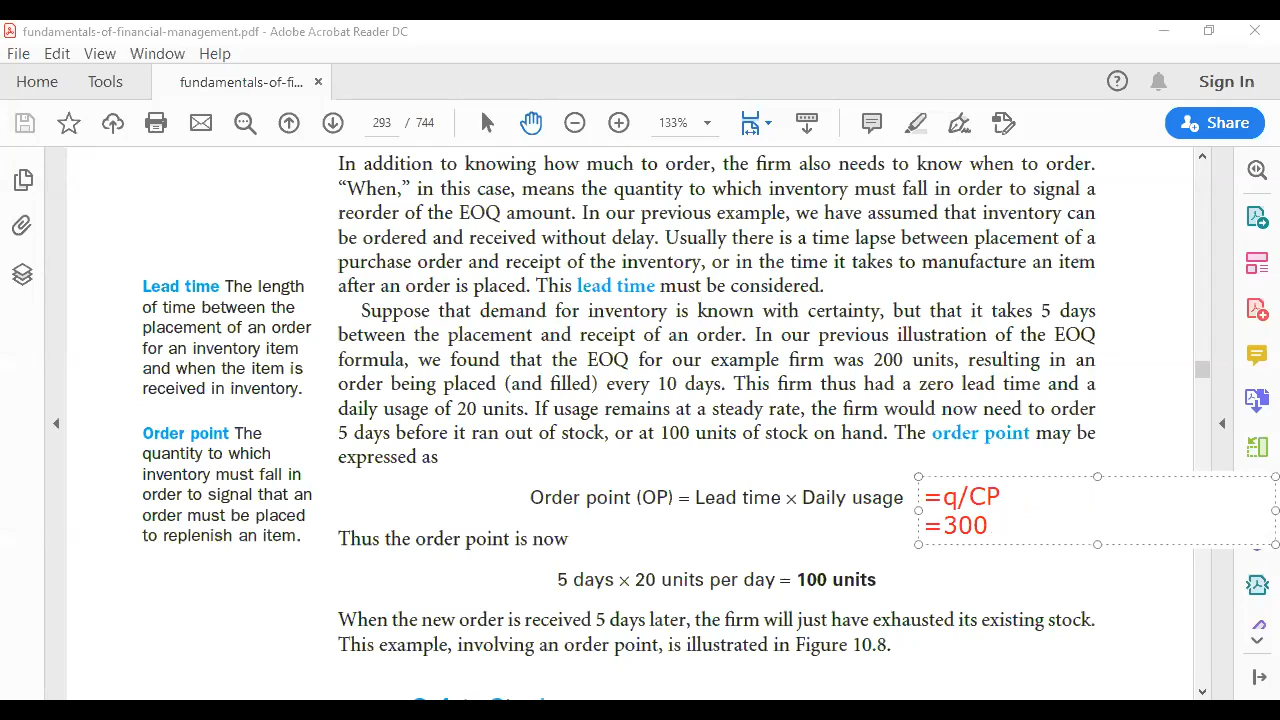 fundamentals-of-financial-management.pdf - Adobe Acrobat Reader DC
File Edit View Window Help
Home Tools fundamentals-of-fi... × Sign In
293 / 744 133% Share
In addition to knowing how much to order, the firm also needs to know when to order.
“When,” in this case, means the quantity to which inventory must fall in order to signal a
reorder of the EOQ amount. In our previous example, we have assumed that inventory can
be ordered and received without delay. Usually there is a time lapse between placement of a
purchase order and receipt of the inventory, or in the time it takes to manufacture an item
after an order is placed. This lead time must be considered.
Lead time The length
of time between the
placement of an order
for an inventory item
and when the item is
received in inventory.
Suppose that demand for inventory is known with certainty, but that it takes 5 days
between the placement and receipt of an order. In our previous illustration of the EOQ
formula, we found that the EOQ for our example firm was 200 units, resulting in an
order being placed (and filled) every 10 days. This firm thus had a zero lead time and a
daily usage of 20 units. If usage remains at a steady rate, the firm would now need to order
5 days before it ran out of stock, or at 100 units of stock on hand. The order point may be
expressed as
Order point The
quantity to which
inventory must fall in
order to signal that an
order must be placed
to replenish an item.
Order point (OP) = Lead time × Daily usage =q/CP
=300
Thus the order point is now
5 days × 20 units per day = 100 units
When the new order is received 5 days later, the firm will just have exhausted its existing stock.
This example, involving an order point, is illustrated in Figure 10.8.